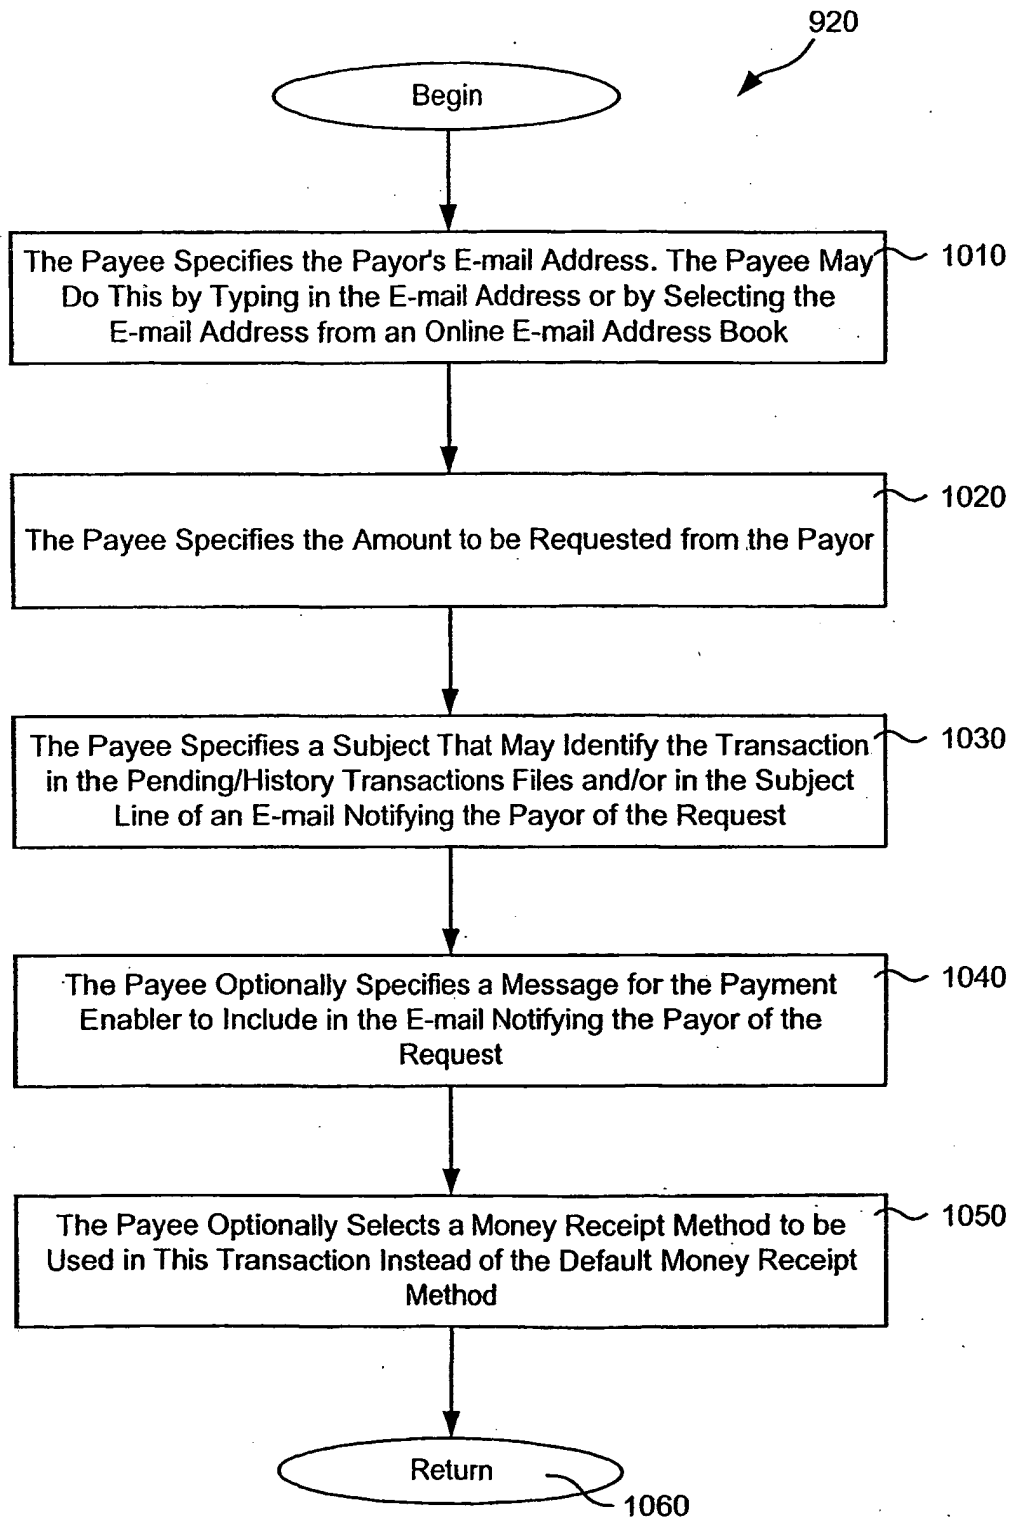 920
Begin
The Payee Specifies the Payor's E-mail Address. The Payee May
Do This by Typing in the E-mail Address or by Selecting the
E-mail Address from an Online E-mail Address Book
1010
The Payee Specifies the Amount to be Requested from the Payor
1020
The Payee Specifies a Subject That May Identify the Transaction
in the Pending/History Transactions Files and/or in the Subject
Line of an E-mail Notifying the Payor of the Request
1030
The Payee Optionally Specifies a Message for the Payment
Enabler to Include in the E-mail Notifying the Payor of the
Request
1040
The Payee Optionally Selects a Money Receipt Method to be
Used in This Transaction Instead of the Default Money Receipt
Method
1050
Return
1060